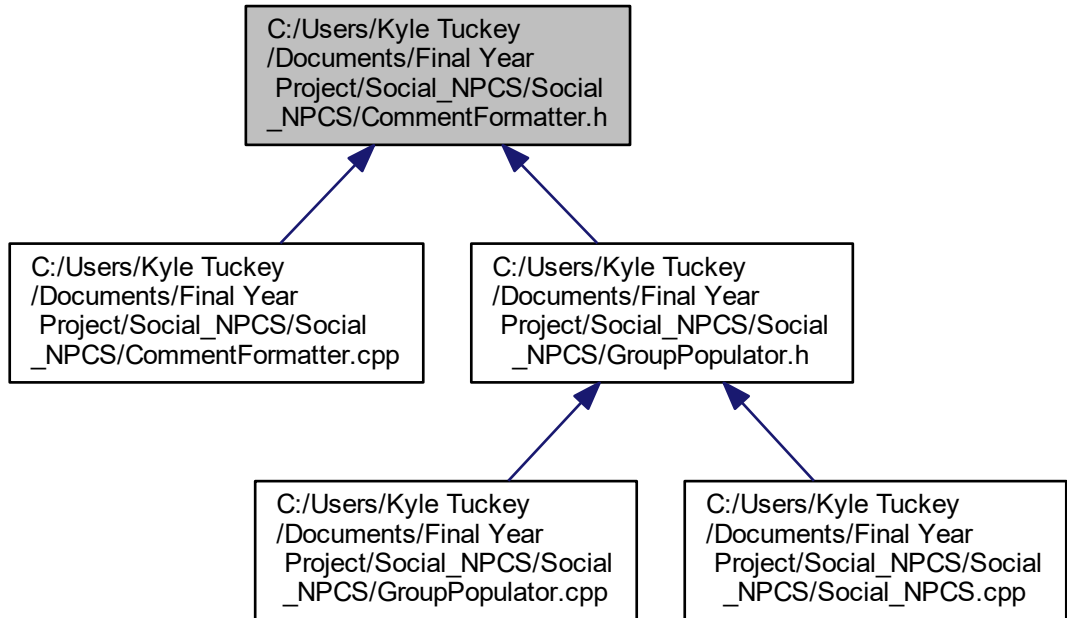 C:/Users/Kyle Tuckey
/Documents/Final Year
Project/Social_NPCS/Social
_NPCS/CommentFormatter.h
C:/Users/Kyle Tuckey
/Documents/Final Year
Project/Social_NPCS/Social
_NPCS/CommentFormatter.cpp
C:/Users/Kyle Tuckey
/Documents/Final Year
Project/Social_NPCS/Social
_NPCS/GroupPopulator.h
C:/Users/Kyle Tuckey
/Documents/Final Year
Project/Social_NPCS/Social
_NPCS/GroupPopulator.cpp
C:/Users/Kyle Tuckey
/Documents/Final Year
Project/Social_NPCS/Social
_NPCS/Social_NPCS.cpp